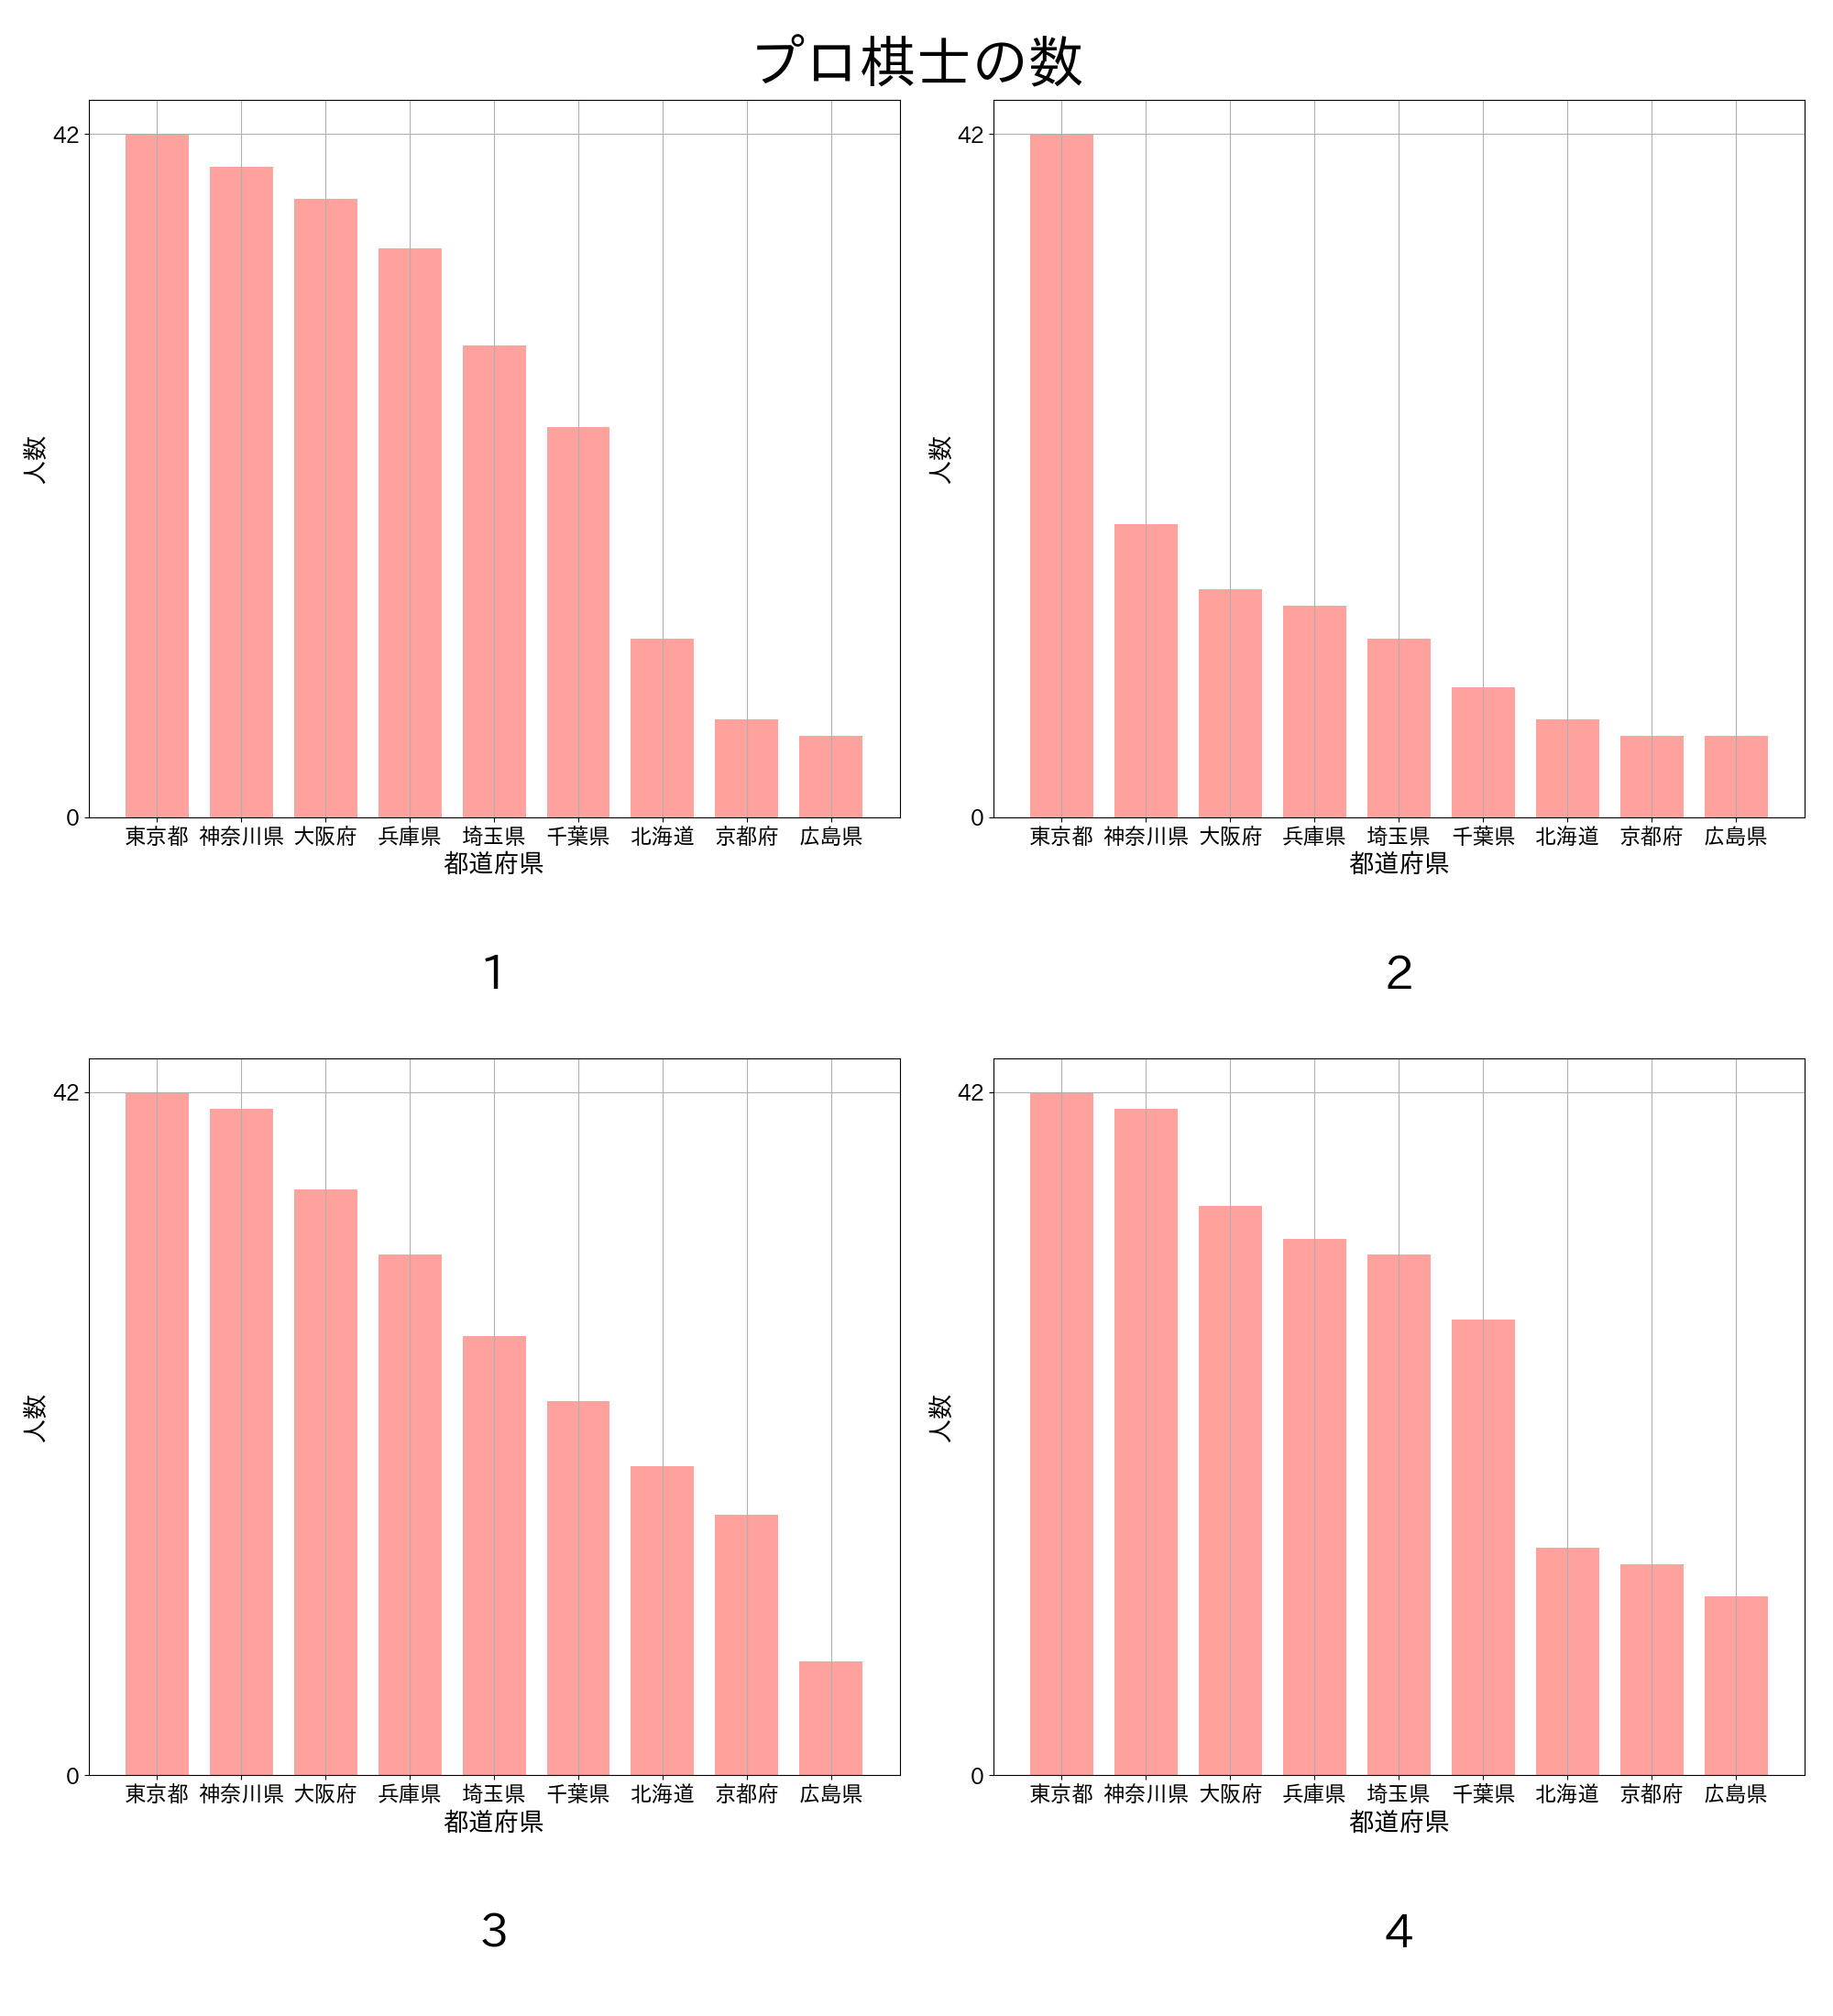 プロ棋士の数
42
0
人数
東京都 神奈川県 大阪府 兵庫県 埼玉県 千葉県 北海道 京都府 広島県
都道府県
1
42
0
人数
東京都 神奈川県 大阪府 兵庫県 埼玉県 千葉県 北海道 京都府 広島県
都道府県
2
42
0
人数
東京都 神奈川県 大阪府 兵庫県 埼玉県 千葉県 北海道 京都府 広島県
都道府県
3
42
0
人数
東京都 神奈川県 大阪府 兵庫県 埼玉県 千葉県 北海道 京都府 広島県
都道府県
4